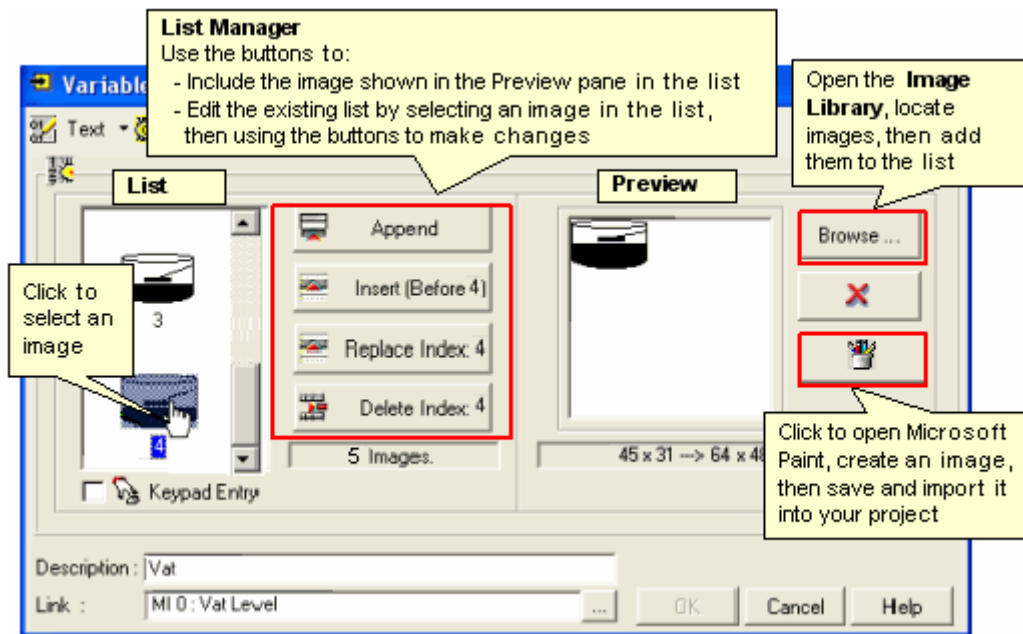 List Manager
Use the buttons to:
- Include the image shown in the Preview pane in the list
- Edit the existing list by selecting an image in the list,
then using the buttons to make changes
Open the Image
Library, locate
images, then add
them to the list
Text
List
Preview
Append
Insert (Before 4)
Replace Index: 4
Delete Index: 4
5 Images.
Browse ...
Click to
select an
image
3
4
45 x 31 ---> 64 x
Keypad Entry
Click to open Microsoft
Paint, create an image,
then save and import it
into your project
Description : Vat
Link : MI 0 : Vat Level
...
OK
Cancel
Help